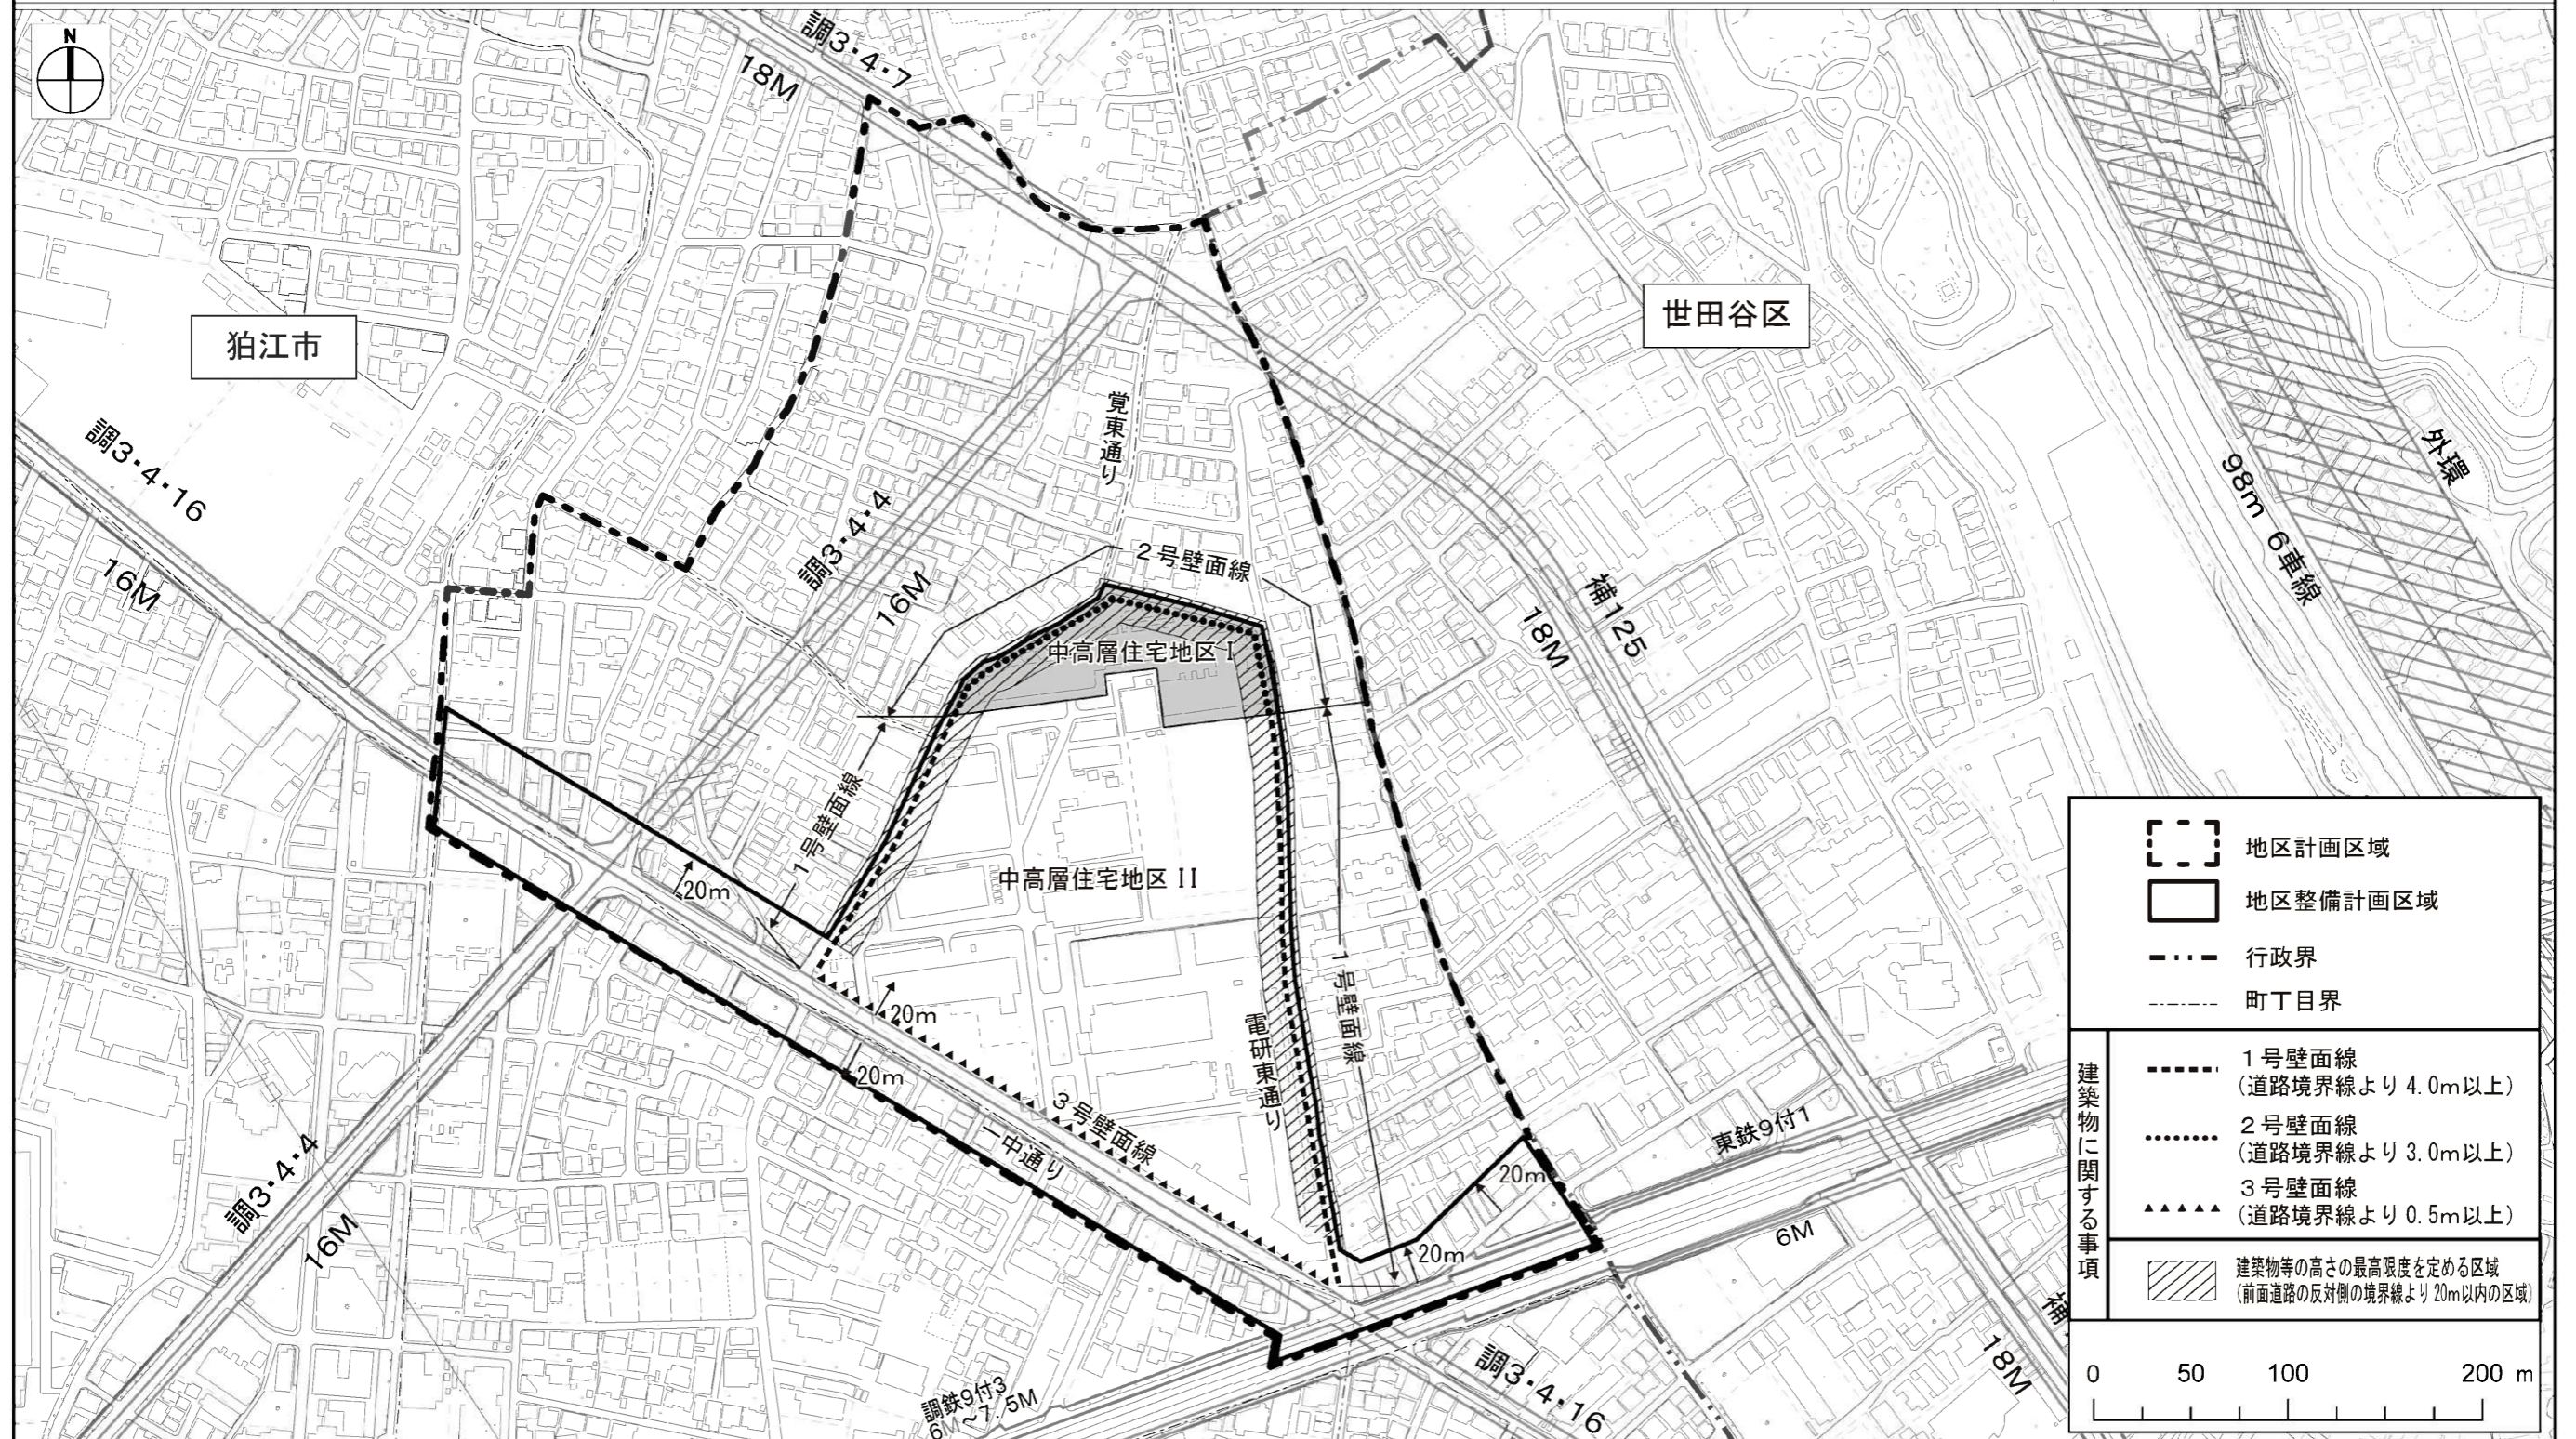 N
調3・4・7
18M
狛江市
世田谷区
調3・4・16
16M
覚東通り
調3・4・4
16M
2号壁面線
外環
98m 6車線
補125
18M
中高層住宅地区 I
1号壁面線
20m
中高層住宅地区 II
20m
20m
電研東通り
1号壁面線
3号壁面線
一中通り
20m
20m
東鉄9付1
6M
調3・4・4
16M
調鉄9付3
6M～7.5M
調3・4・16
補
18M
地区計画区域
地区整備計画区域
行政界
町丁目界
建築物に関する事項
1号壁面線
(道路境界線より4.0m以上)
2号壁面線
(道路境界線より3.0m以上)
3号壁面線
(道路境界線より0.5m以上)
建築物等の高さの最高限度を定める区域
(前面道路の反対側の境界線より20m以内の区域)
0 50 100 200 m